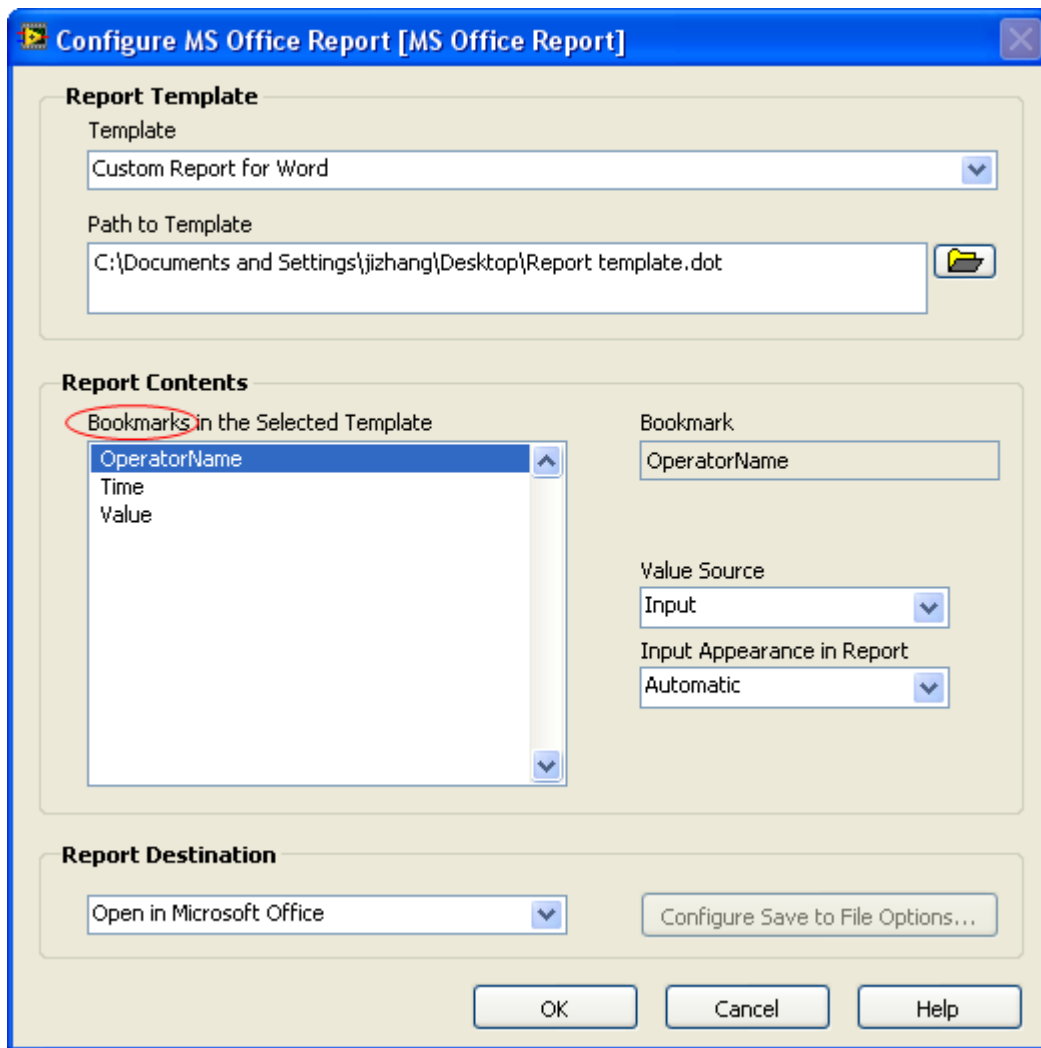 Configure MS Office Report [MS Office Report]
Report Template
Template
Custom Report for Word
Path to Template
C:\Documents and Settings\jizhang\Desktop\Report template.dot
Report Contents
Bookmarks in the Selected Template
OperatorName
Time
Value
Bookmark
OperatorName
Value Source
Input
Input Appearance in Report
Automatic
Report Destination
Open in Microsoft Office
Configure Save to File Options...
OK
Cancel
Help